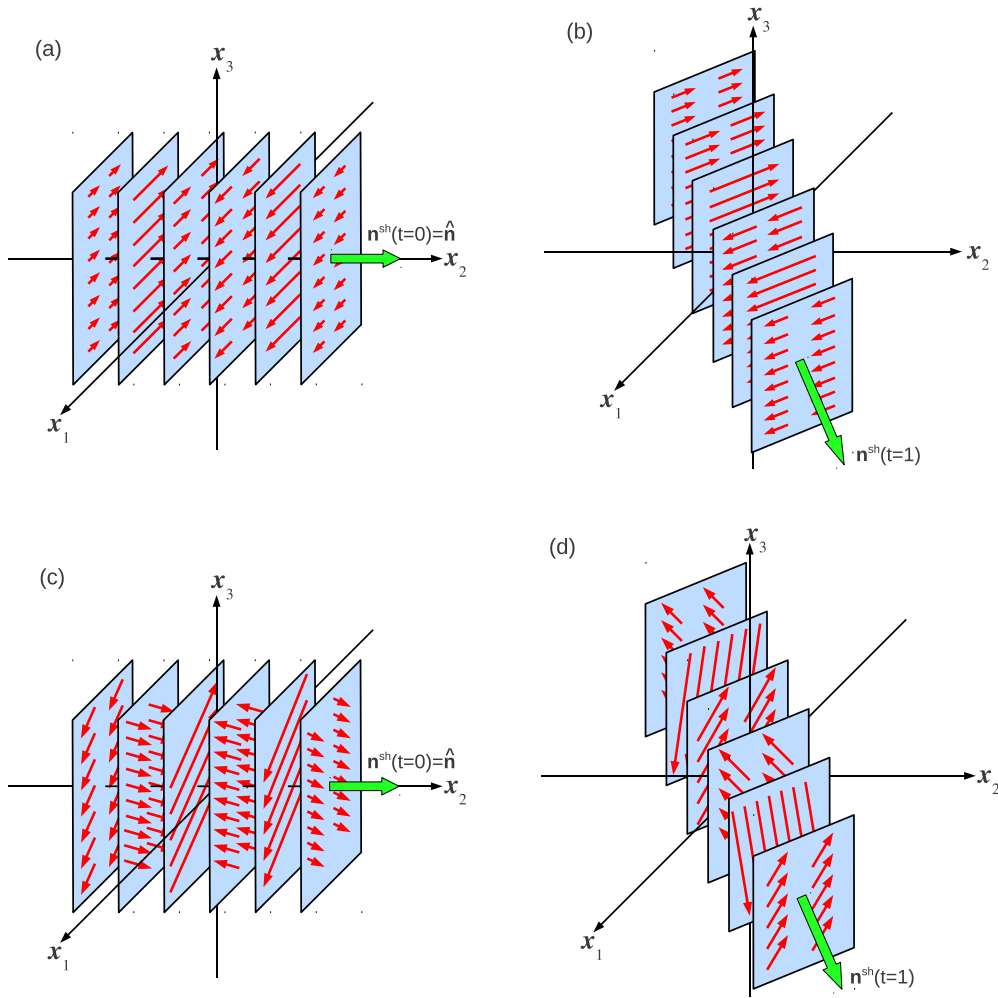 (a)
x₃
nˢʰ(t=0)=n̂
x₂
x₁
(b)
x₃
x₂
x₁
nˢʰ(t=1)
(c)
x₃
nˢʰ(t=0)=n̂
x₂
x₁
(d)
x₃
x₂
x₁
nˢʰ(t=1)